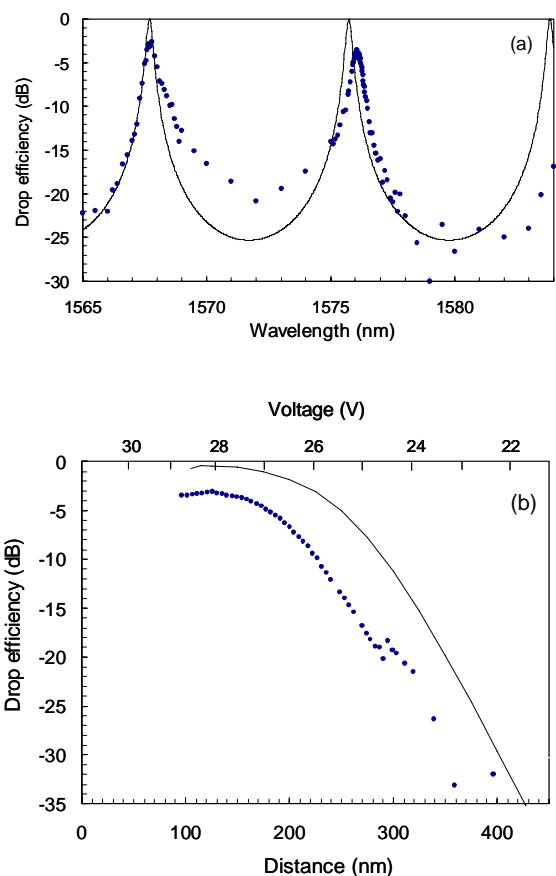 (a)
Drop efficiency (dB)
0
-5
-10
-15
-20
-25
-30
1565 1570 1575 1580
Wavelength (nm)
Voltage (V)
30 28 26 24 22
(b)
Drop efficiency (dB)
0
-5
-10
-15
-20
-25
-30
-35
0 100 200 300 400
Distance (nm)